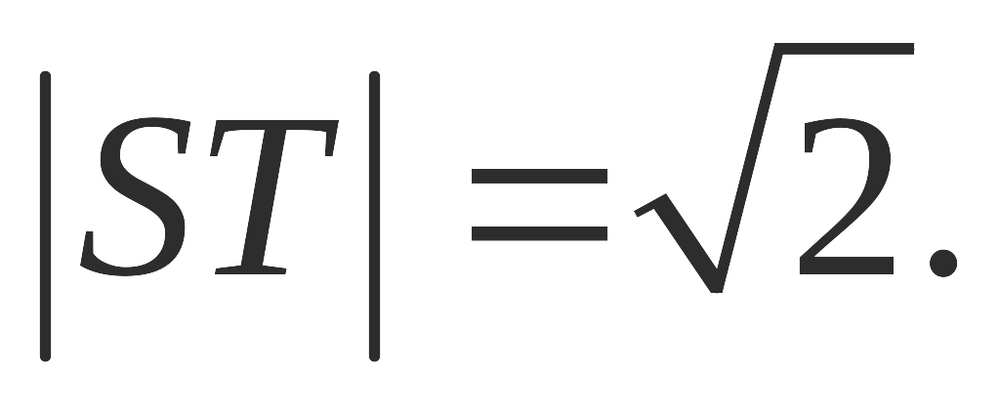 |ST| = √2.